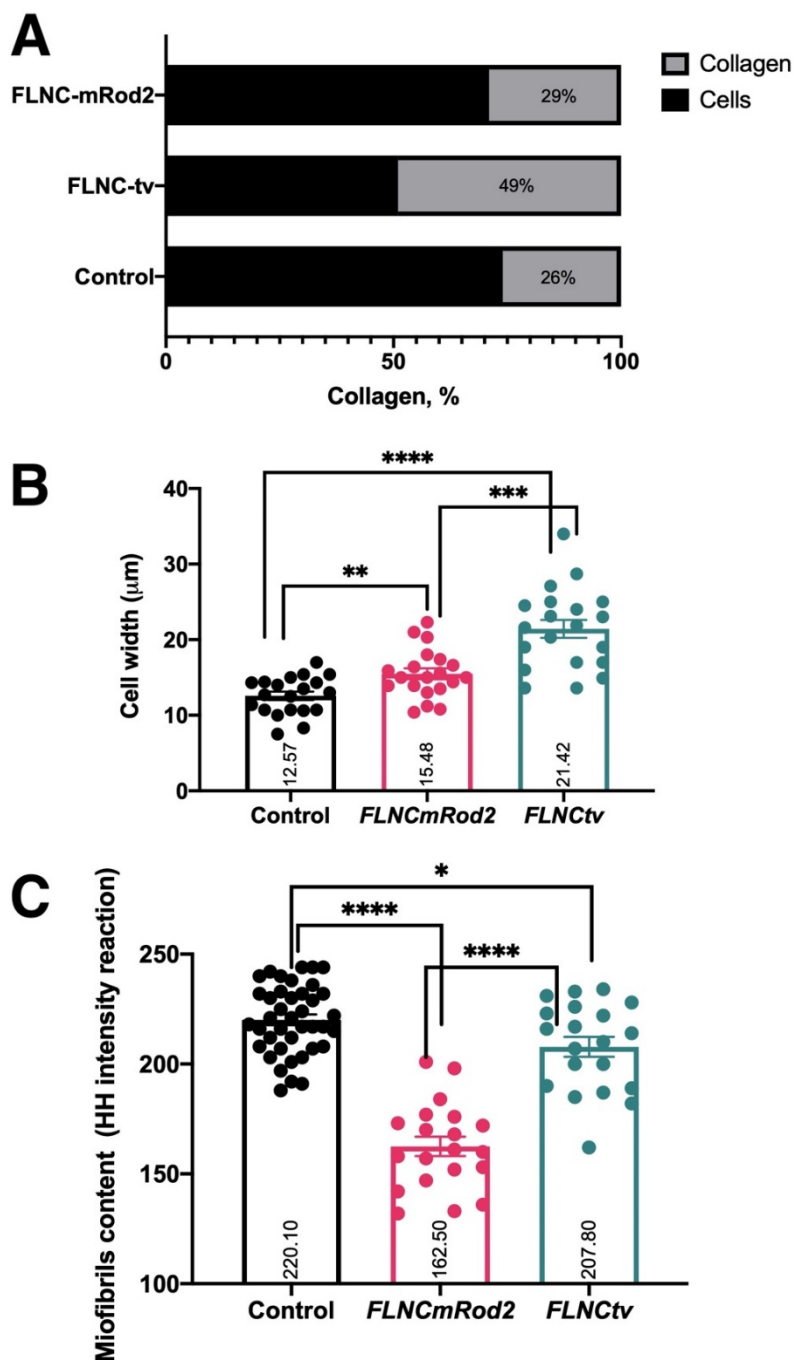 A
FLNC-mRod2
29%
FLNC-tv
49%
Control
26%
Collagen
Cells
0
50
100
Collagen, %
B
****
***
**
40
30
20
10
0
Cell width (μm)
12.57
15.48
21.42
Control
FLNCmRod2
FLNCtv
C
*
****
****
250
200
150
100
Miofibrils content (HH intensity reaction)
220.10
162.50
207.80
Control
FLNCmRod2
FLNCtv